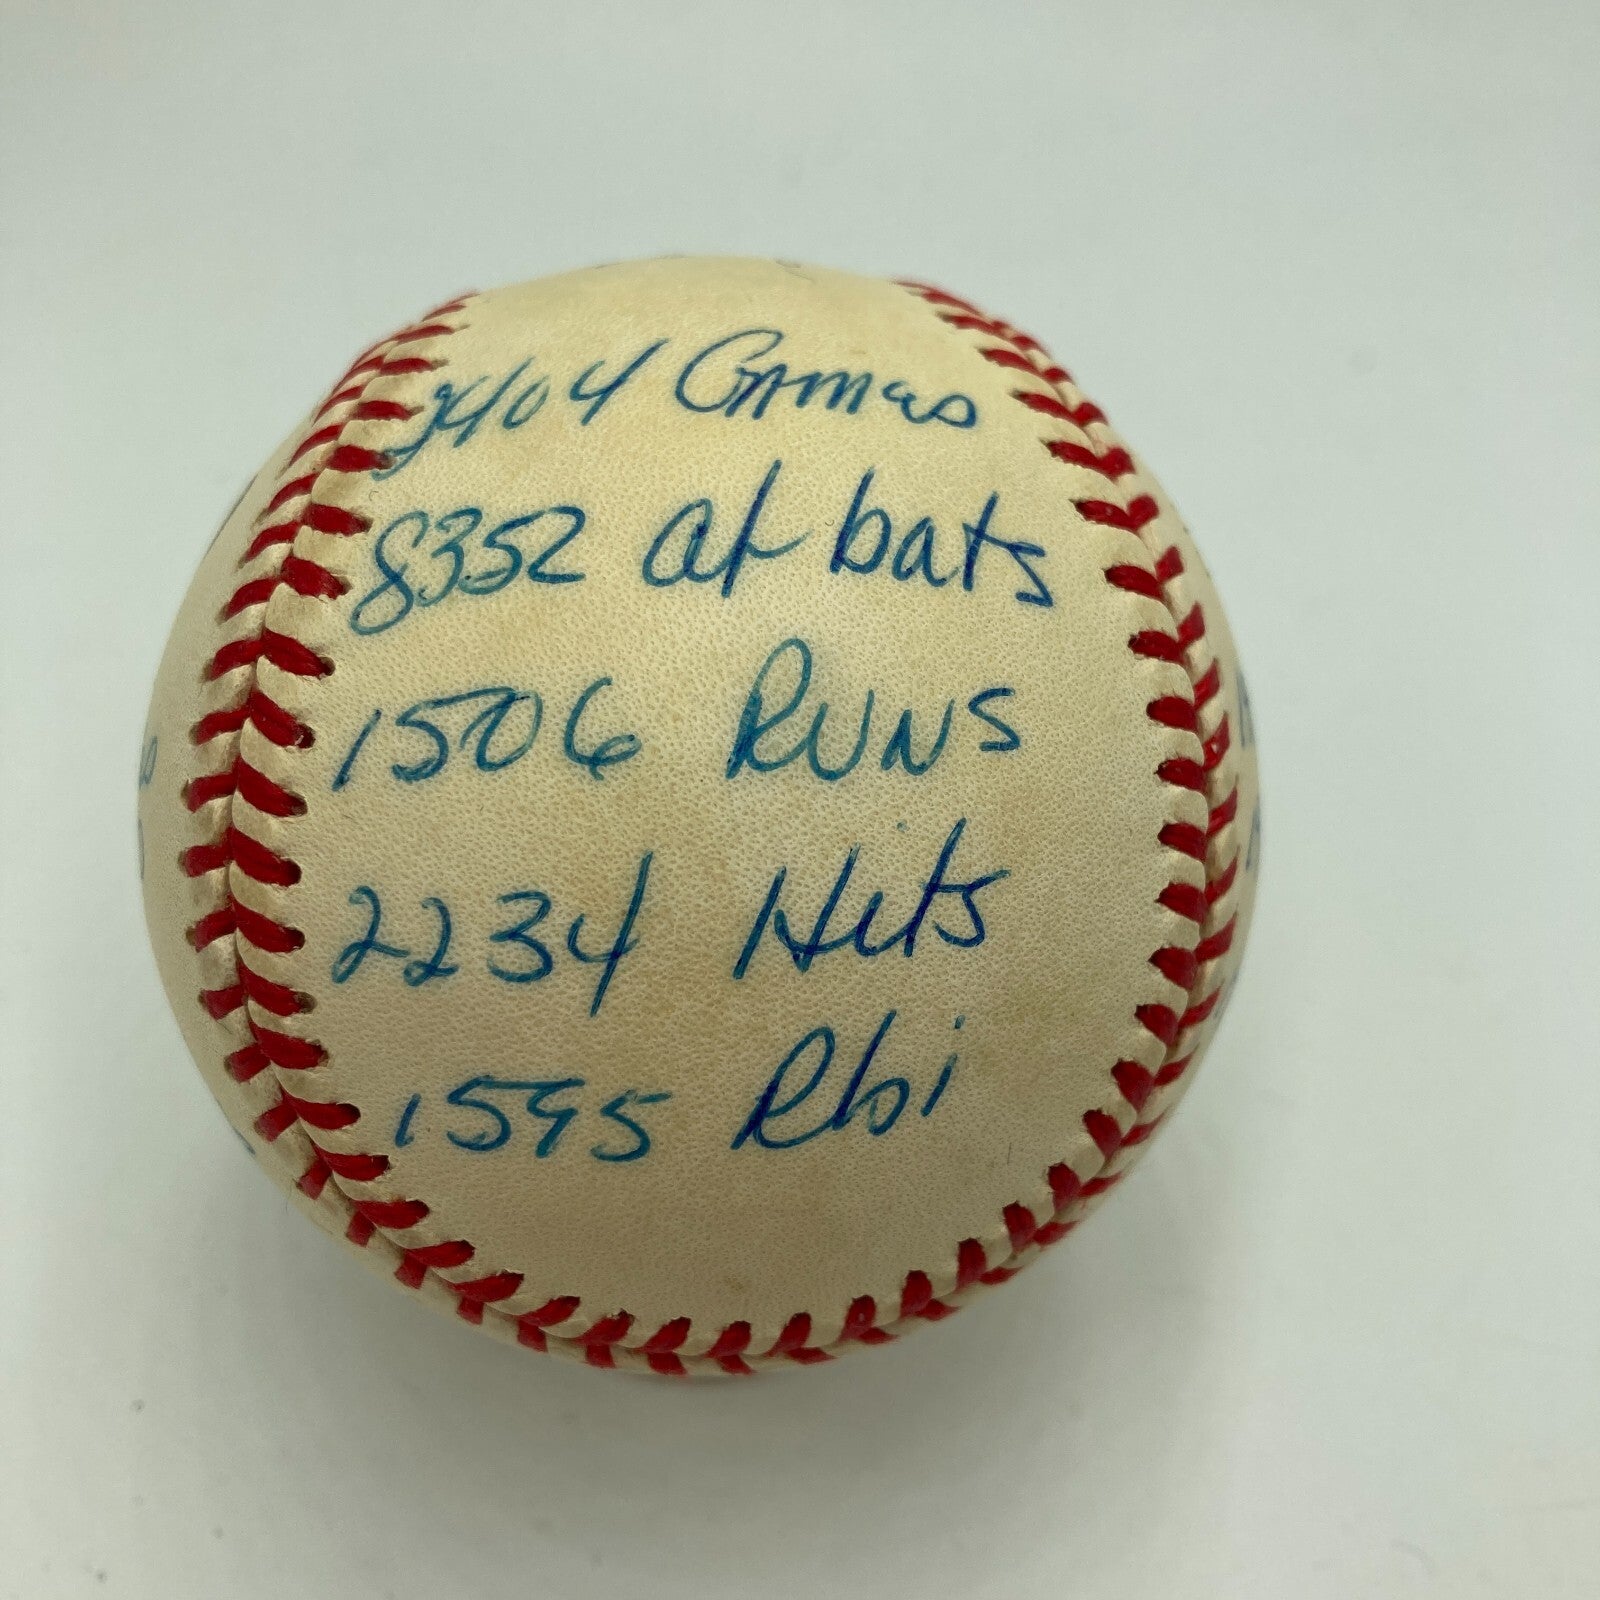 2404 Games
8352 at bats
1506 Runs
2234 Hits
1595 Rbi